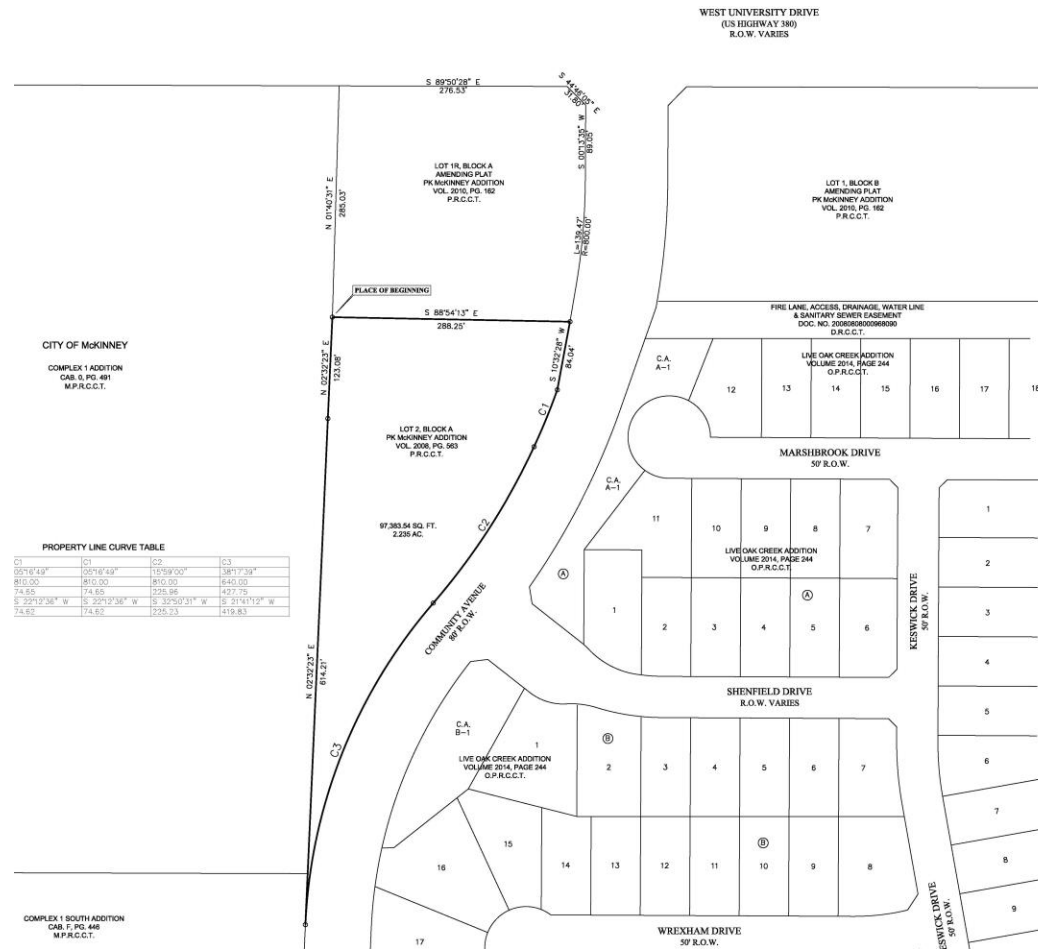 WEST UNIVERSITY DRIVE
(US HIGHWAY 380)
R.O.W. VARIES
S 89°50'28" E
276.53'
S 44°46'05" E
31.80'
S 00°13'35" W
89.05'
L=139.47'
R=800.00'
N 01°40'31" E
285.03'
LOT 1R, BLOCK A
AMENDING PLAT
PK McKINNEY ADDITION
VOL. 2010, PG. 162
P.R.C.C.T.
LOT 1, BLOCK B
AMENDING PLAT
PK McKINNEY ADDITION
VOL. 2010, PG. 162
P.R.C.C.T.
PLACE OF BEGINNING
S 88°54'13" E
288.25'
S 10°32'28" W
84.04'
N 02°32'23" E
123.08'
FIRE LANE, ACCESS, DRAINAGE, WATER LINE
& SANITARY SEWER EASEMENT
DOC. NO. 20080808000968090
D.R.C.C.T.
CITY OF McKINNEY
COMPLEX 1 ADDITION
CAB. O, PG. 491
M.P.R.C.C.T.
C.A.
A-1
LIVE OAK CREEK ADDITION
VOLUME 2014, PAGE 244
O.P.R.C.C.T.
12
13
14
15
16
17
18
C1
LOT 2, BLOCK A
PK McKINNEY ADDITION
VOL. 2008, PG. 563
P.R.C.C.T.
MARSHBROOK DRIVE
50' R.O.W.
C.A.
A-1
97,383.54 SQ. FT.
2.235 AC.
C2
11
10
9
8
7
LIVE OAK CREEK ADDITION
VOLUME 2014, PAGE 244
O.P.R.C.C.T.
1
2
3
4
5
6
7
8
9
PROPERTY LINE CURVE TABLE
C1 C1 C2 C3
05°16'49" 05°16'49" 15°59'00" 38°17'39"
810.00 810.00 810.00 640.00
74.65 74.65 225.96 427.75
S 22°12'36" W S 22°12'36" W S 32°50'31" W S 21°41'12" W
74.62 74.62 225.23 419.83
A
A
1
2
3
4
5
6
KESWICK DRIVE
50' R.O.W.
COMMUNITY AVENUE
80' R.O.W.
N 02°32'23" E
614.21'
SHENFIELD DRIVE
R.O.W. VARIES
C3
C.A.
B-1
B
1
2
3
4
5
6
7
LIVE OAK CREEK ADDITION
VOLUME 2014, PAGE 244
O.P.R.C.C.T.
B
16
15
14
13
12
11
10
9
8
17
COMPLEX 1 SOUTH ADDITION
CAB. F, PG. 446
M.P.R.C.C.T.
WREXHAM DRIVE
50' R.O.W.
KESWICK DRIVE
50' R.O.W.